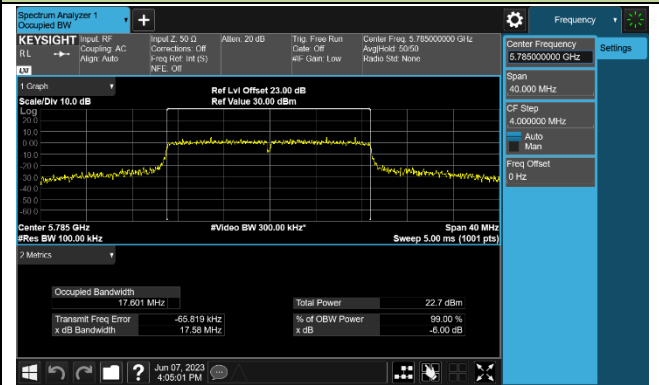 Spectrum Analyzer 1
Occupied BW
Frequency
KEYSIGHT
RL
LXI
Input: RF
Coupling: AC
Align: Auto
Input Z: 50 Ω
Corrections: Off
Freq Ref: Int (S)
NFE: Off
Atten: 20 dB
Trig: Free Run
Gate: Off
#IF Gain: Low
Center Freq: 5.785000000 GHz
Avg|Hold: 50/50
Radio Std: None
Center Frequency
5.785000000 GHz
Settings
Span
40.000 MHz
CF Step
4.000000 MHz
Auto
Man
Freq Offset
0 Hz
1 Graph
Scale/Div 10.0 dB
Ref Lvl Offset 23.00 dB
Ref Value 30.00 dBm
Log
20.0
10.0
0.00
-10.0
-20.0
-30.0
-40.0
-50.0
-60.0
Center 5.785 GHz
#Video BW 300.00 kHz*
Span 40 MHz
#Res BW 100.00 kHz
Sweep 5.00 ms (1001 pts)
2 Metrics
Occupied Bandwidth
17.601 MHz
Total Power 22.7 dBm
Transmit Freq Error -65.819 kHz
% of OBW Power 99.00 %
x dB Bandwidth 17.58 MHz
x dB -6.00 dB
Jun 07, 2023
4:05:01 PM